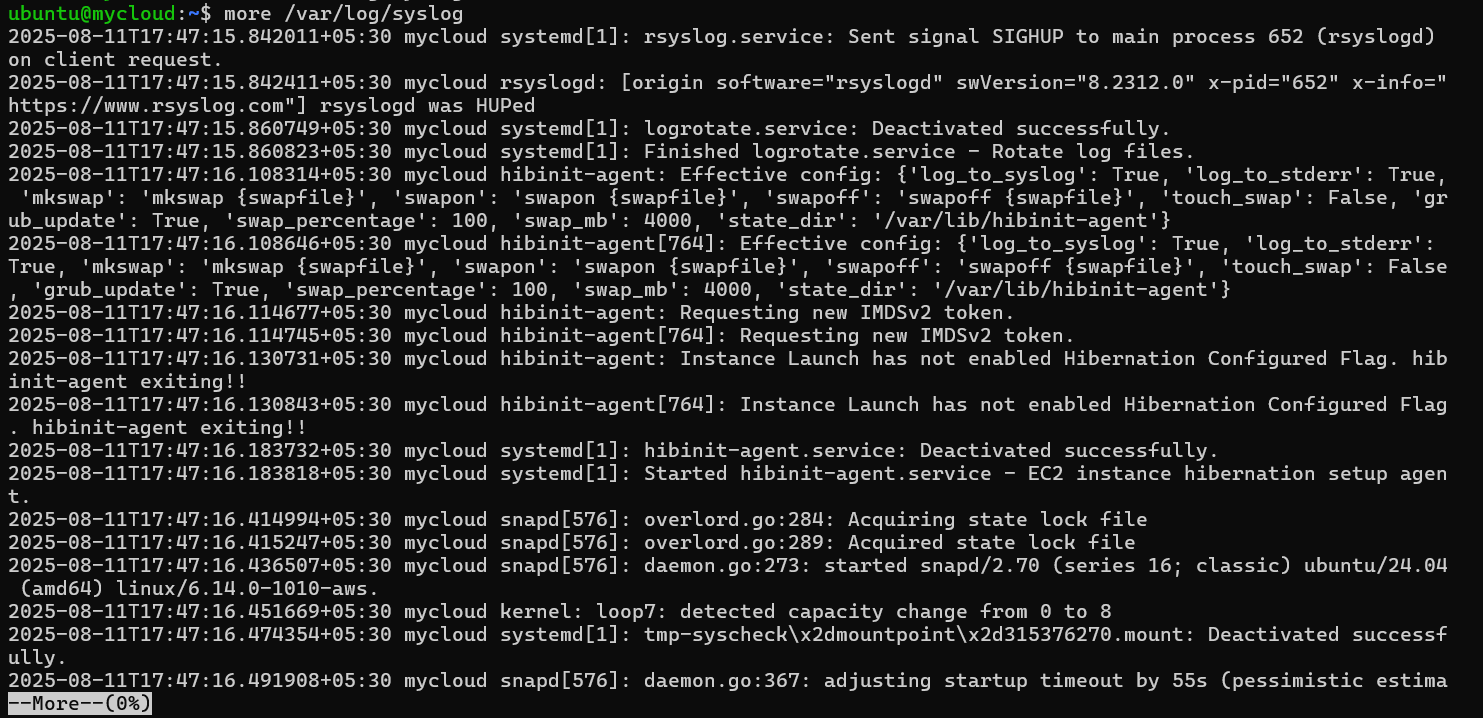 ubuntu@mycloud:~$ more /var/log/syslog
2025-08-11T17:47:15.842011+05:30 mycloud systemd[1]: rsyslog.service: Sent signal SIGHUP to main process 652 (rsyslogd)
on client request.
2025-08-11T17:47:15.842411+05:30 mycloud rsyslogd: [origin software="rsyslogd" swVersion="8.2312.0" x-pid="652" x-info="
https://www.rsyslog.com"] rsyslogd was HUPed
2025-08-11T17:47:15.860749+05:30 mycloud systemd[1]: logrotate.service: Deactivated successfully.
2025-08-11T17:47:15.860823+05:30 mycloud systemd[1]: Finished logrotate.service - Rotate log files.
2025-08-11T17:47:16.108314+05:30 mycloud hibinit-agent: Effective config: {'log_to_syslog': True, 'log_to_stderr': True,
 'mkswap': 'mkswap {swapfile}', 'swapon': 'swapon {swapfile}', 'swapoff': 'swapoff {swapfile}', 'touch_swap': False, 'gr
ub_update': True, 'swap_percentage': 100, 'swap_mb': 4000, 'state_dir': '/var/lib/hibinit-agent'}
2025-08-11T17:47:16.108646+05:30 mycloud hibinit-agent[764]: Effective config: {'log_to_syslog': True, 'log_to_stderr':
True, 'mkswap': 'mkswap {swapfile}', 'swapon': 'swapon {swapfile}', 'swapoff': 'swapoff {swapfile}', 'touch_swap': False
, 'grub_update': True, 'swap_percentage': 100, 'swap_mb': 4000, 'state_dir': '/var/lib/hibinit-agent'}
2025-08-11T17:47:16.114677+05:30 mycloud hibinit-agent: Requesting new IMDSv2 token.
2025-08-11T17:47:16.114745+05:30 mycloud hibinit-agent[764]: Requesting new IMDSv2 token.
2025-08-11T17:47:16.130731+05:30 mycloud hibinit-agent: Instance Launch has not enabled Hibernation Configured Flag. hib
init-agent exiting!!
2025-08-11T17:47:16.130843+05:30 mycloud hibinit-agent[764]: Instance Launch has not enabled Hibernation Configured Flag
. hibinit-agent exiting!!
2025-08-11T17:47:16.183732+05:30 mycloud systemd[1]: hibinit-agent.service: Deactivated successfully.
2025-08-11T17:47:16.183818+05:30 mycloud systemd[1]: Started hibinit-agent.service - EC2 instance hibernation setup agen
t.
2025-08-11T17:47:16.414994+05:30 mycloud snapd[576]: overlord.go:284: Acquiring state lock file
2025-08-11T17:47:16.415247+05:30 mycloud snapd[576]: overlord.go:289: Acquired state lock file
2025-08-11T17:47:16.436507+05:30 mycloud snapd[576]: daemon.go:273: started snapd/2.70 (series 16; classic) ubuntu/24.04
 (amd64) linux/6.14.0-1010-aws.
2025-08-11T17:47:16.451669+05:30 mycloud kernel: loop7: detected capacity change from 0 to 8
2025-08-11T17:47:16.474354+05:30 mycloud systemd[1]: tmp-syscheck\x2dmountpoint\x2d315376270.mount: Deactivated successf
ully.
2025-08-11T17:47:16.491908+05:30 mycloud snapd[576]: daemon.go:367: adjusting startup timeout by 55s (pessimistic estima
--More--(0%)